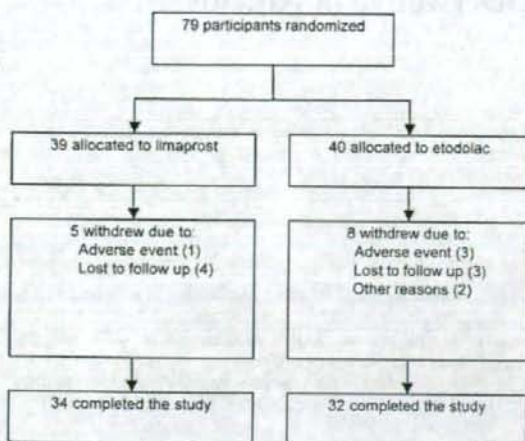 79 participants randomized
39 allocated to limaprost
40 allocated to etodolac
5 withdrew due to:
Adverse event (1)
Lost to follow up (4)
8 withdrew due to:
Adverse event (3)
Lost to follow up (3)
Other reasons (2)
34 completed the study
32 completed the study